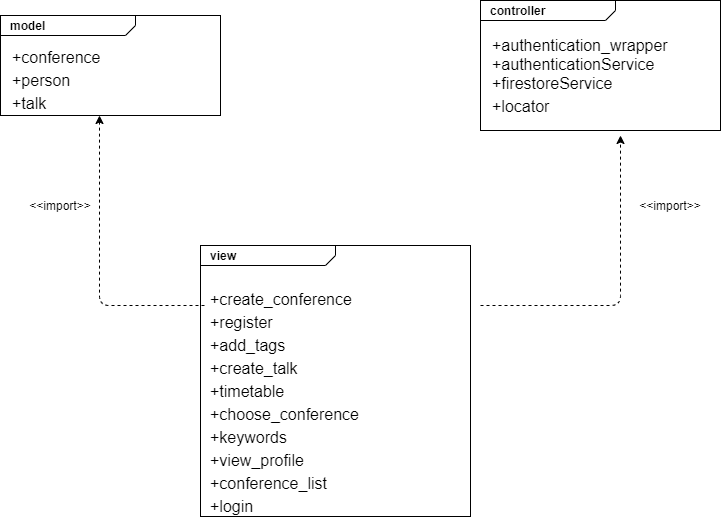 model
+conference
+person
+talk
controller
+authentication_wrapper
+authenticationService
+firestoreService
+locator
<<import>>
<<import>>
view
+create_conference
+register
+add_tags
+create_talk
+timetable
+choose_conference
+keywords
+view_profile
+conference_list
+login